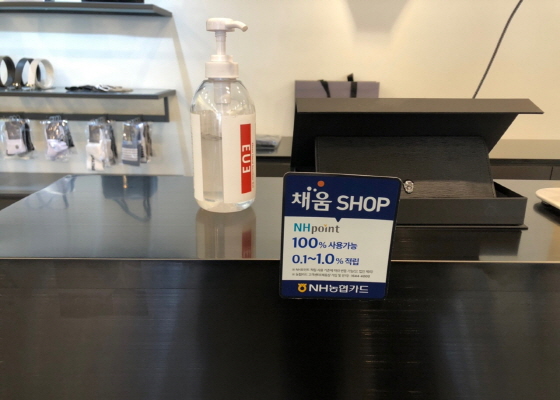 EU3
채움 SHOP
NHpoint
100% 사용가능
0.1~1.0% 적립
NH농협카드